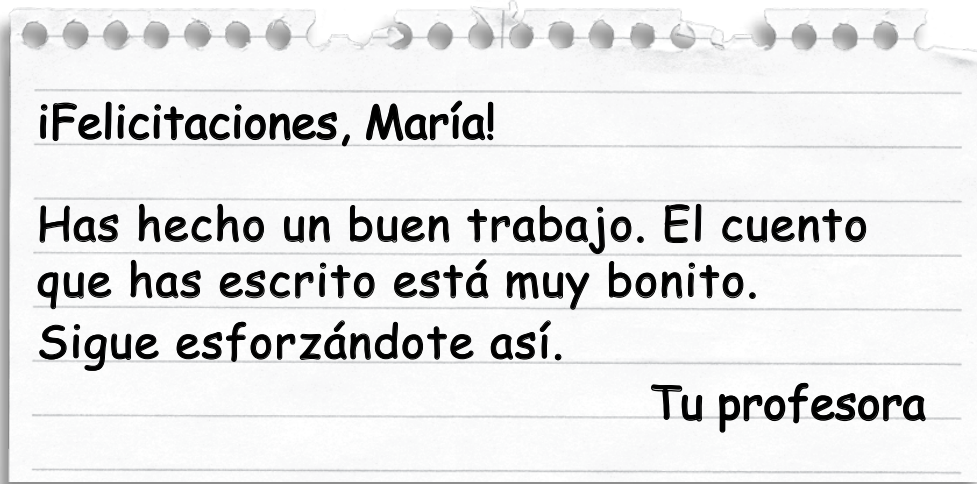 ¡Felicitaciones, María!
Has hecho un buen trabajo. El cuento
que has escrito está muy bonito.
Sigue esforzándote así.
Tu profesora